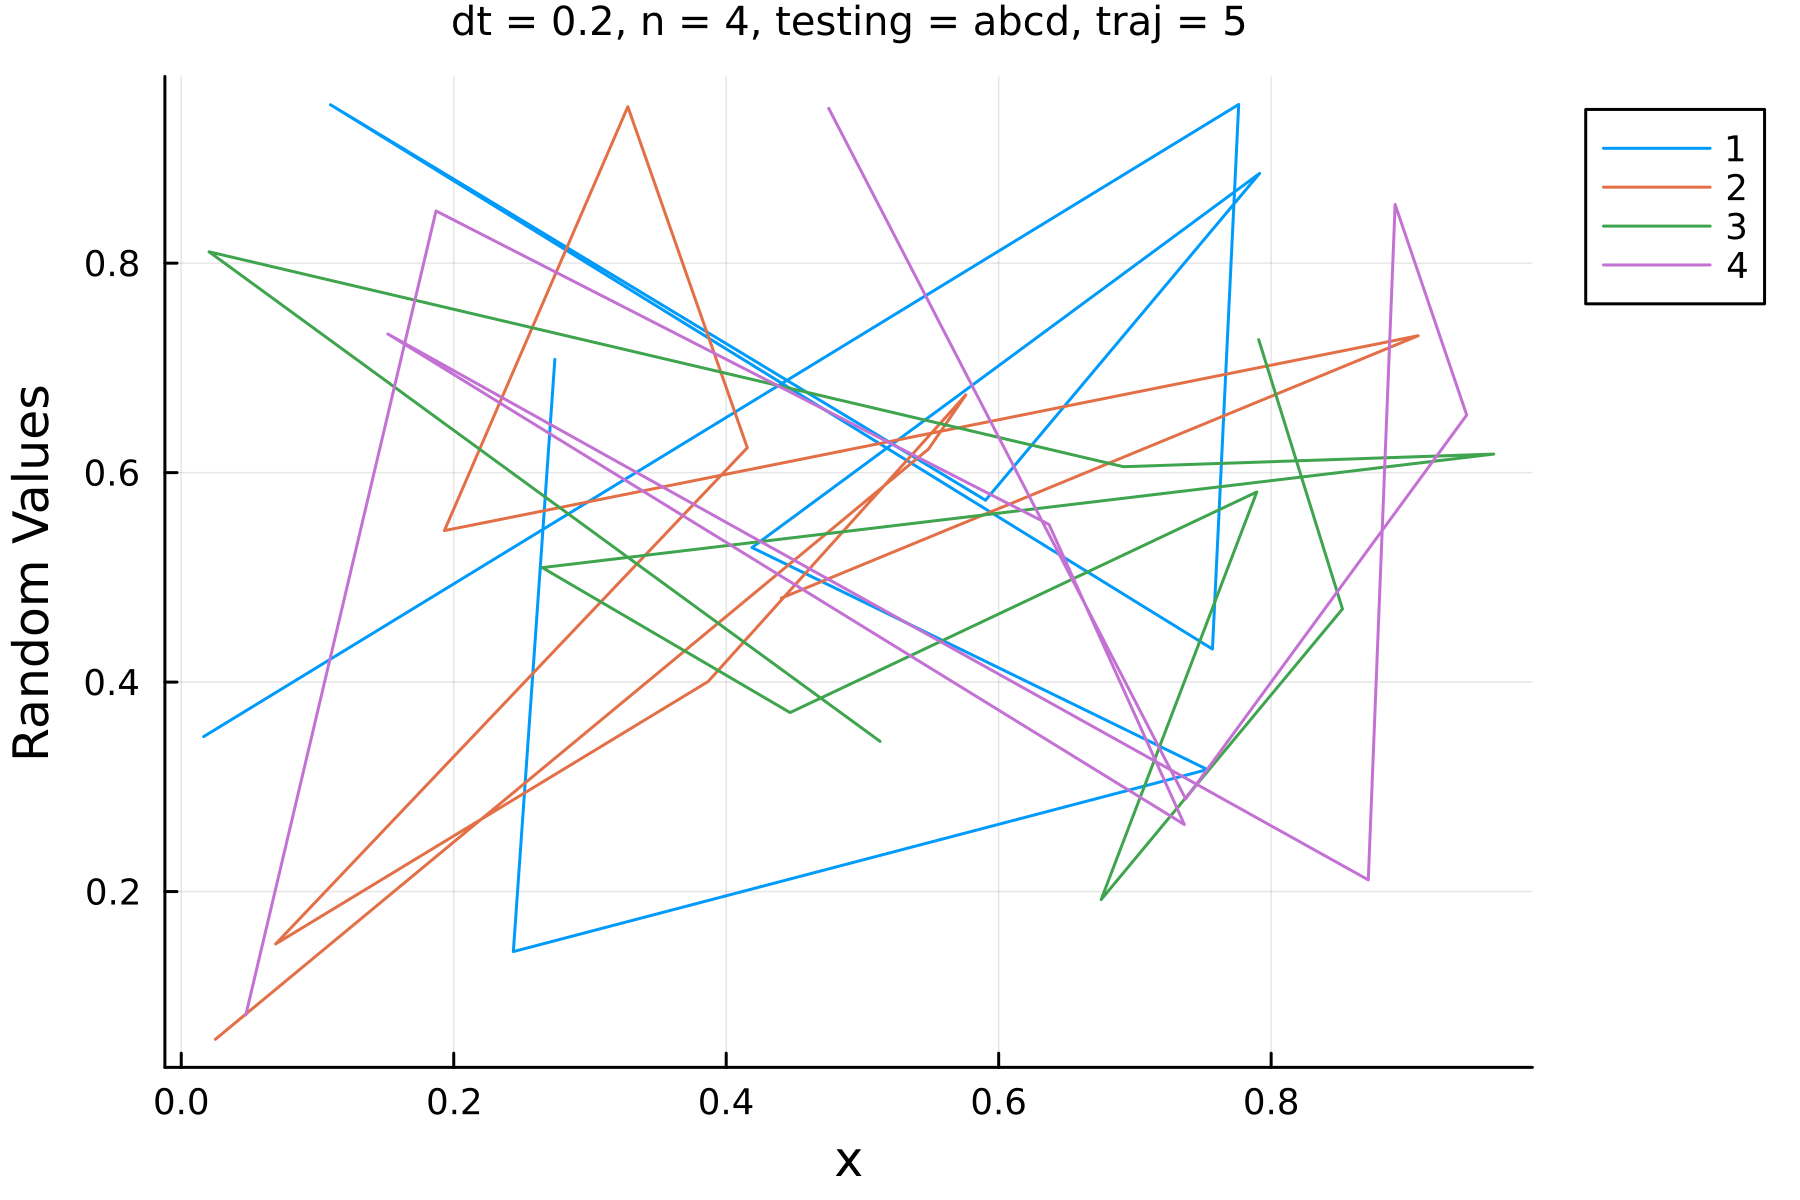 dt = 0.2, n = 4, testing = abcd, traj = 5
1
2
3
4
0.8
0.6
0.4
0.2
Random Values
0.0 0.2 0.4 0.6 0.8
x